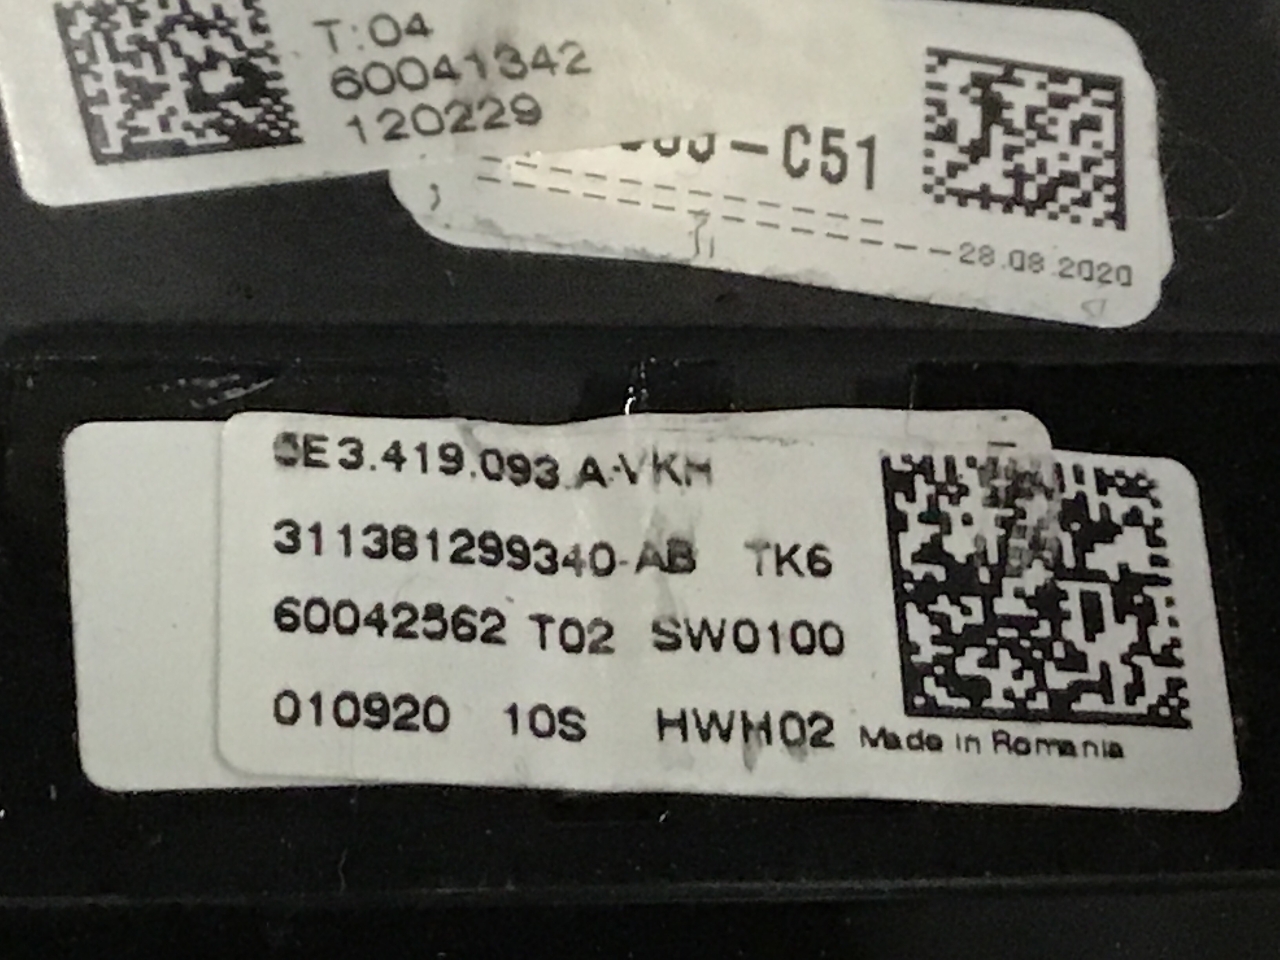 T:04
60041342
120229
-C51
28.08.2020
E3.419.093.A-VKH
311381299340-AB TK6
60042562 T02 SW0100
010920 10S HWH02 Made in Romania